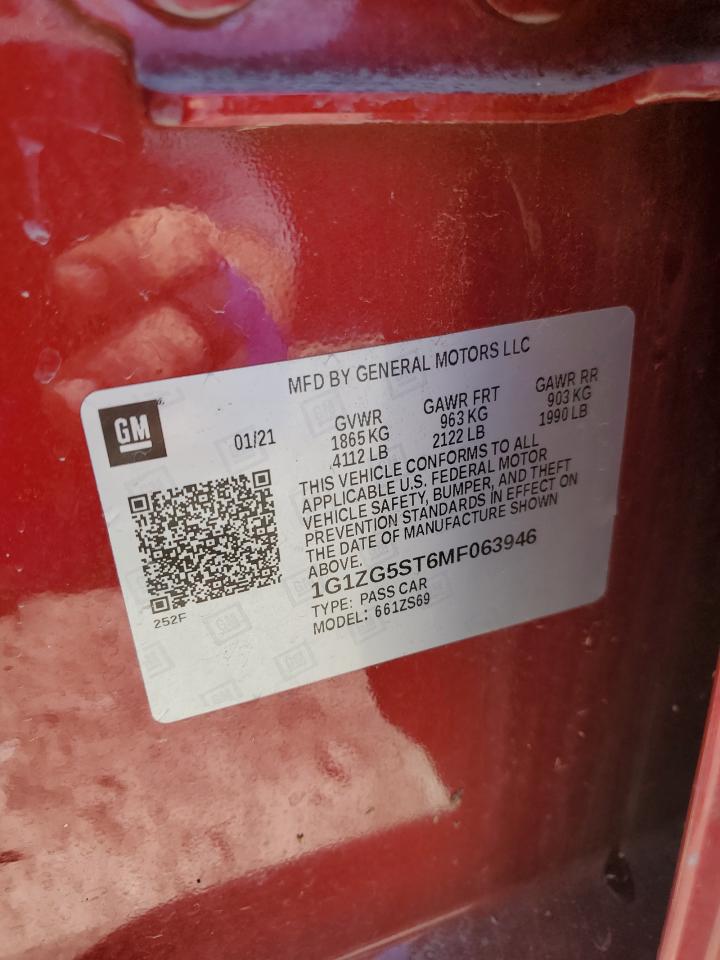 MFD BY GENERAL MOTORS LLC
GM
01/21
GVWR
1865 KG
4112 LB
GAWR FRT
963 KG
2122 LB
GAWR RR
903 KG
1990 LB
THIS VEHICLE CONFORMS TO ALL
APPLICABLE U.S. FEDERAL MOTOR
VEHICLE SAFETY, BUMPER, AND THEFT
PREVENTION STANDARDS IN EFFECT ON
THE DATE OF MANUFACTURE SHOWN
ABOVE.
1G1ZG5ST6MF063946
TYPE: PASS CAR
MODEL: 661ZS69
252F